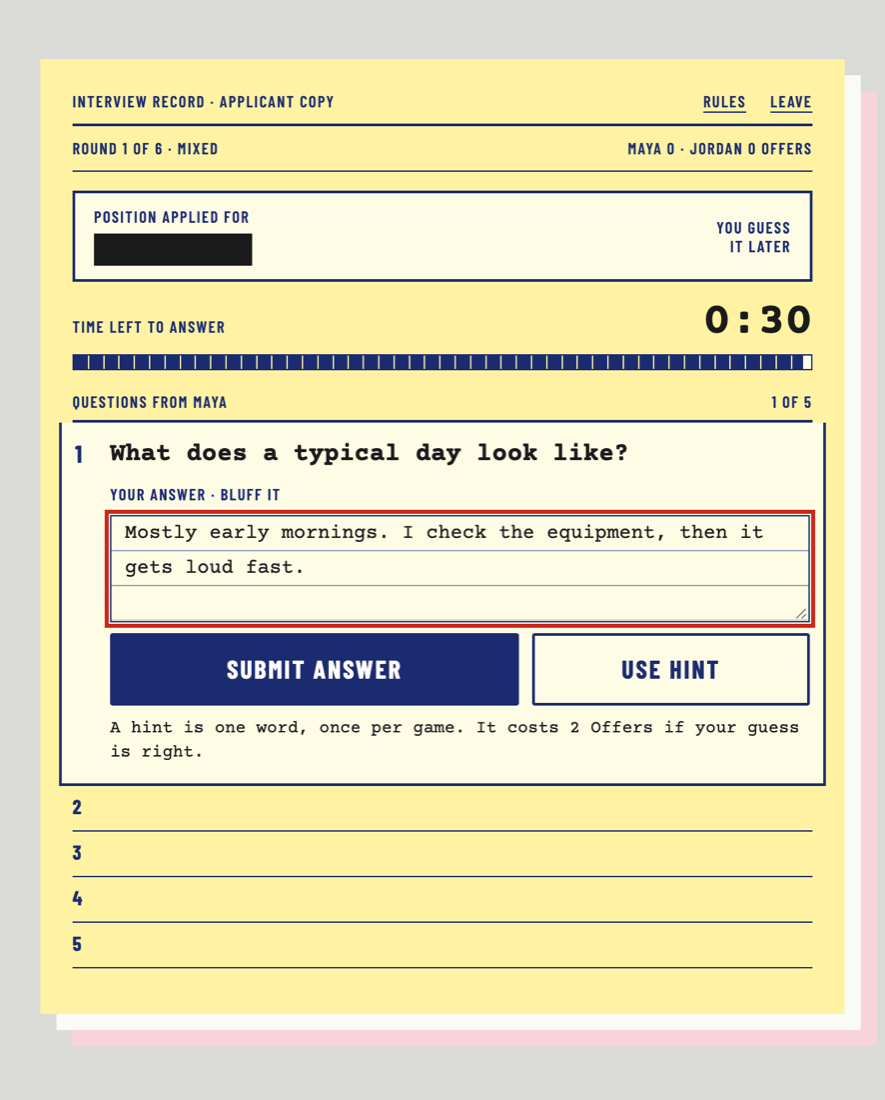 INTERVIEW RECORD · APPLICANT COPY
RULES LEAVE
ROUND 1 OF 6 · MIXED
MAYA 0 · JORDAN 0 OFFERS
POSITION APPLIED FOR
YOU GUESS
IT LATER
TIME LEFT TO ANSWER
0:30
QUESTIONS FROM MAYA
1 OF 5
1 What does a typical day look like?
YOUR ANSWER · BLUFF IT
Mostly early mornings. I check the equipment, then it
gets loud fast.
SUBMIT ANSWER
USE HINT
A hint is one word, once per game. It costs 2 Offers if your guess
is right.
2
3
4
5